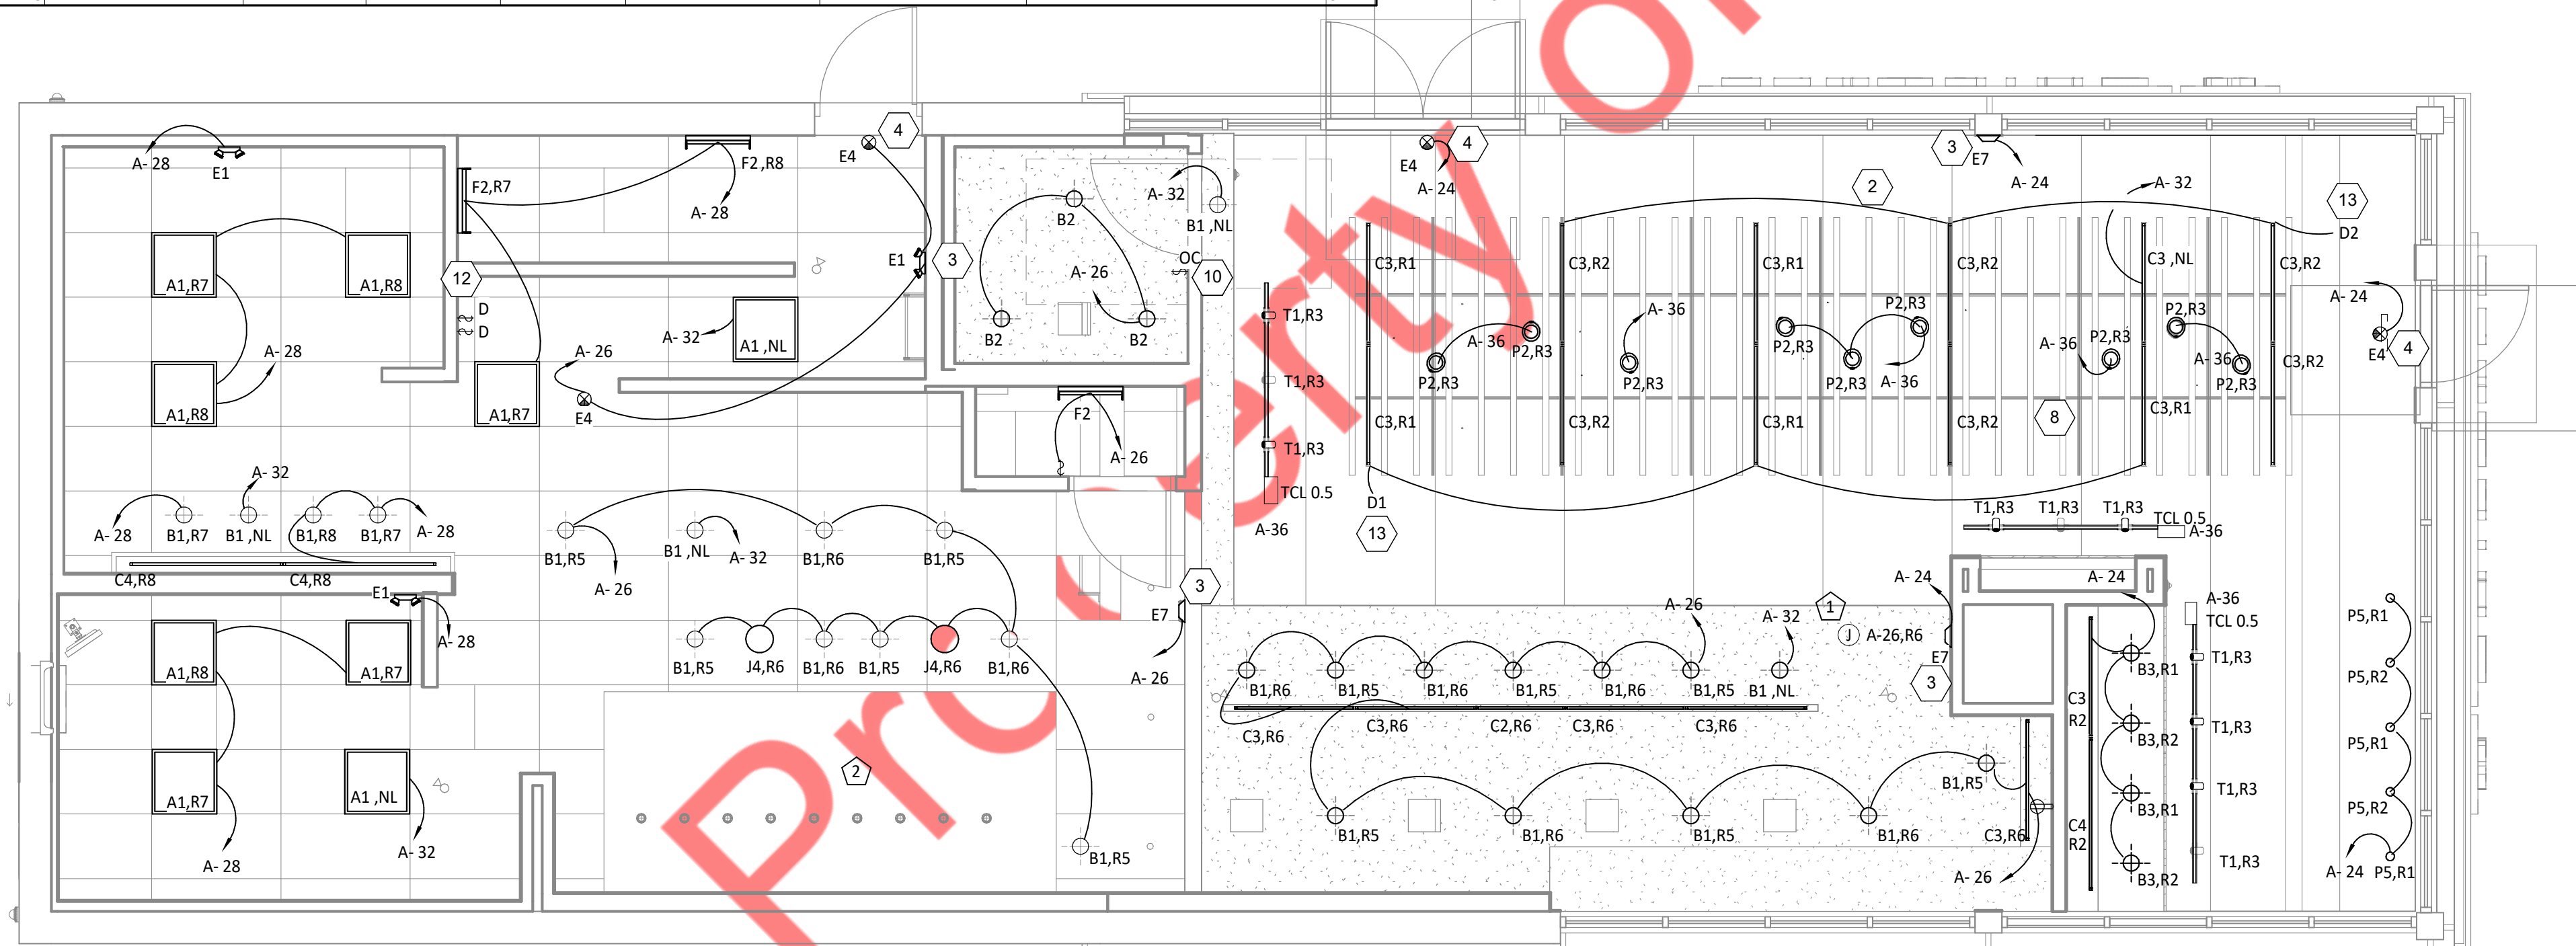 Property of
4
A- 28
E1
F2,R7
F2,R8
A- 28
E4
A1,R7
A1,R8
12
D
D
E1
3
A- 32
A1 ,NL
A1,R8
A- 28
A1,R7
A- 26
E4
B2
B2
A- 26
B2
A- 32
B1 ,NL
OC
10
F2
A- 26
A- 32
A- 28
B1,R7
B1 ,NL
B1,R8
B1,R7
A- 28
C4,R8
C4,R8
B1,R5
A- 26
B1 ,NL
A- 32
B1,R6
B1,R5
B1,R5
J4,R6
B1,R6
B1,R5
J4,R6
B1,R6
E1
A- 28
A1,R8
A1,R7
A1,R7
A1 ,NL
A- 28
A- 32
2
B1,R5
3
E7
A- 26
E4
4
A- 24
3
E7
A- 24
2
A- 32
13
D2
C3,R1
C3,R2
C3,R1
C3,R2
C3 ,NL
C3,R2
T1,R3
T1,R3
T1,R3
TCL 0.5
A-36
A- 36
P2,R3
P2,R3
A- 36
P2,R3
P2,R3
P2,R3
P2,R3
A- 36
A- 36
P2,R3
P2,R3
A- 36
P2,R3
C3,R2
A- 24
E4
4
C3,R1
C3,R2
C3,R1
C3,R2
8
C3,R1
D1
13
T1,R3
T1,R3
T1,R3
TCL 0.5
A-36
A- 24
A- 24
A- 26
A- 32
1
J
A-26,R6
E7
3
B1,R6
B1,R5
B1,R6
B1,R5
B1,R6
B1,R5
B1 ,NL
C3,R6
C3,R6
C2,R6
C3,R6
C3,R6
B1,R5
B1,R5
B1,R6
B1,R5
B1,R6
C3,R6
A- 26
C3
R2
C4
R2
B3,R1
B3,R2
B3,R1
B3,R2
A-36
TCL 0.5
T1,R3
T1,R3
T1,R3
T1,R3
P5,R1
P5,R2
P5,R1
P5,R2
A- 24
P5,R1